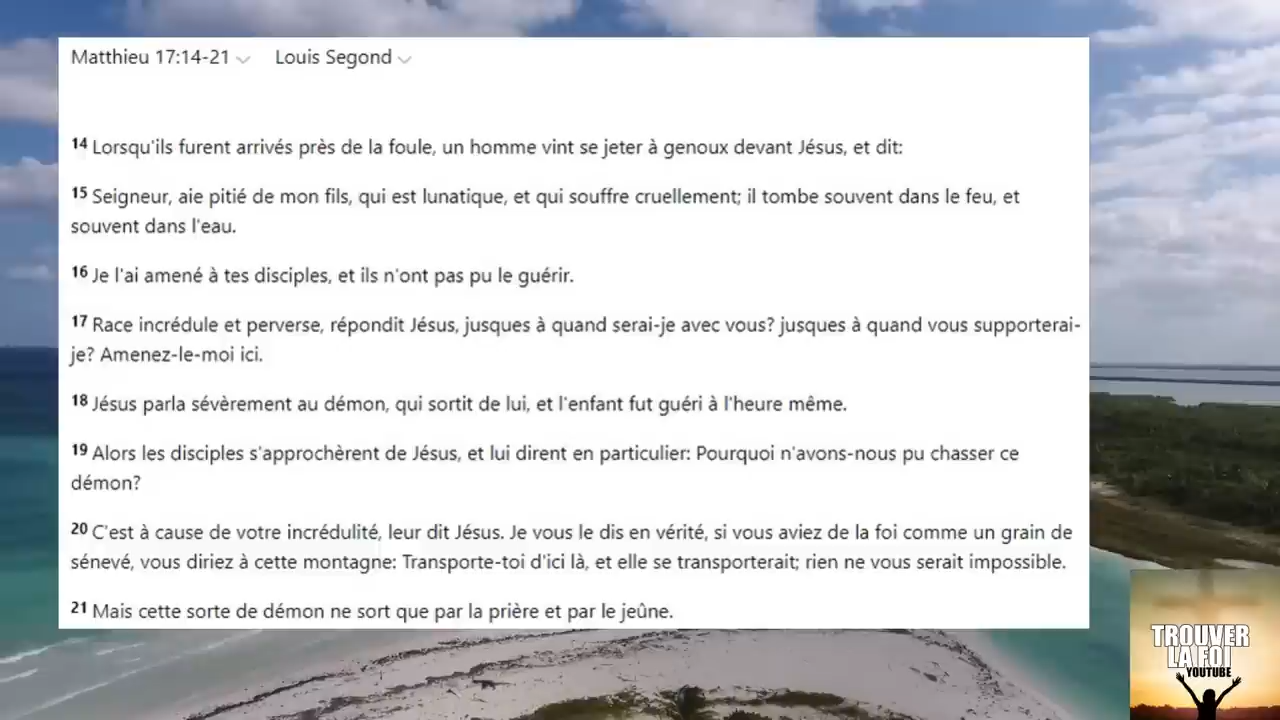 Matthieu 17:14-21 Louis Segond
14 Lorsqu'ils furent arrivés près de la foule, un homme vint se jeter à genoux devant Jésus, et dit:
15 Seigneur, aie pitié de mon fils, qui est lunatique, et qui souffre cruellement; il tombe souvent dans le feu, et
souvent dans l'eau.
16 Je l'ai amené à tes disciples, et ils n'ont pas pu le guérir.
17 Race incrédule et perverse, répondit Jésus, jusques à quand serai-je avec vous? jusques à quand vous supporterai-
je? Amenez-le-moi ici.
18 Jésus parla sévèrement au démon, qui sortit de lui, et l'enfant fut guéri à l'heure même.
19 Alors les disciples s'approchèrent de Jésus, et lui dirent en particulier: Pourquoi n'avons-nous pu chasser ce
démon?
20 C'est à cause de votre incrédulité, leur dit Jésus. Je vous le dis en vérité, si vous aviez de la foi comme un grain de
sénevé, vous diriez à cette montagne: Transporte-toi d'ici là, et elle se transporterait; rien ne vous serait impossible.
21 Mais cette sorte de démon ne sort que par la prière et par le jeûne.
TROUVER
LA FOI
YOUTUBE